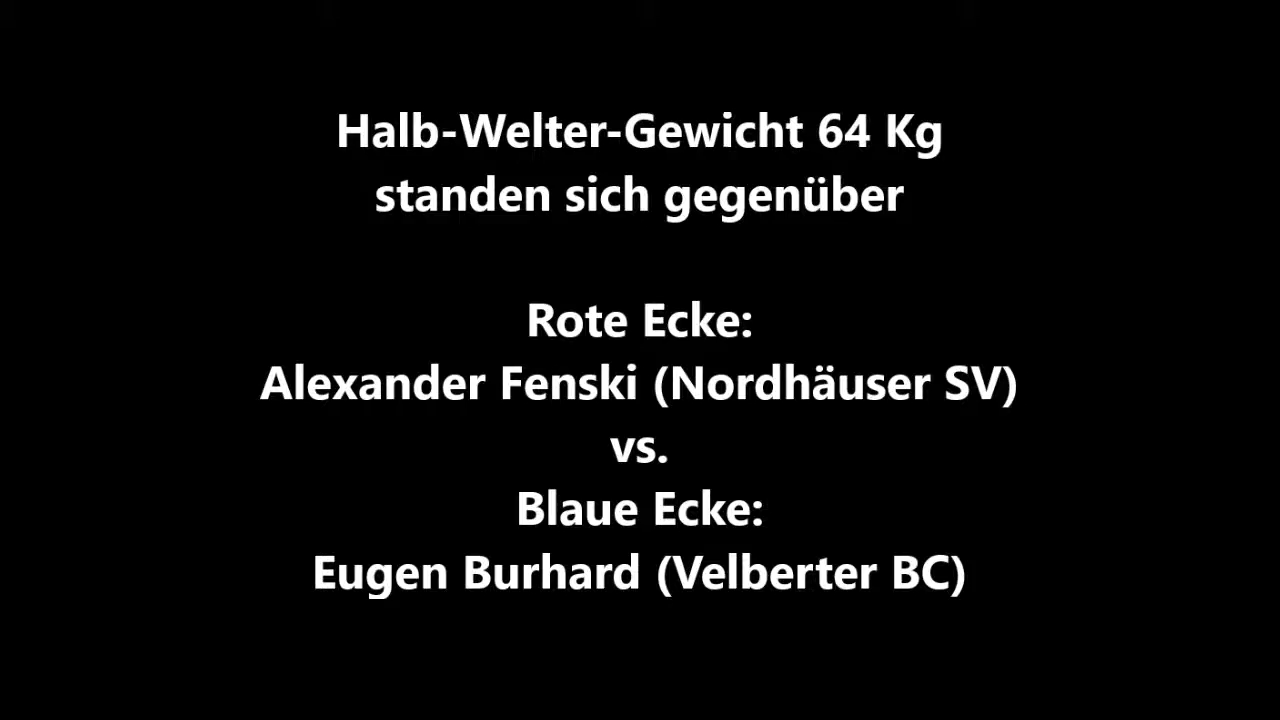 Halb-Welter-Gewicht 64 Kg
standen sich gegenüber
Rote Ecke:
Alexander Fenski (Nordhäuser SV)
vs.
Blaue Ecke:
Eugen Burhard (Velberter BC)